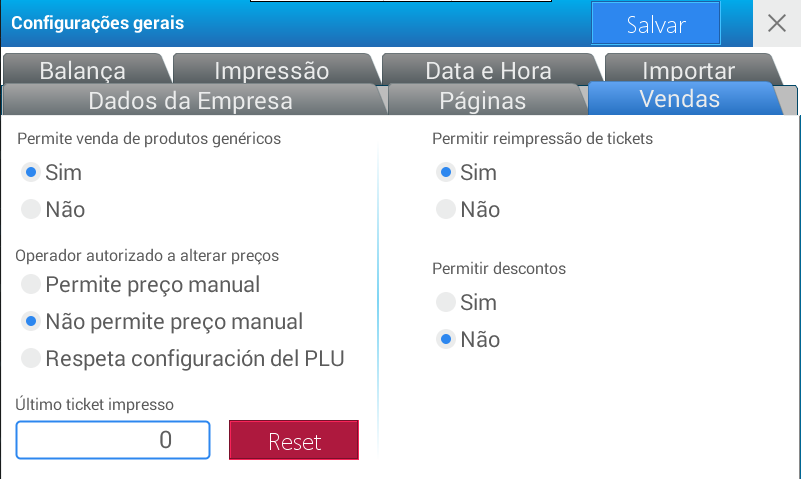 Configurações gerais
Salvar
Balança
Impressão
Data e Hora
Importar
Dados da Empresa
Páginas
Vendas
Permite venda de produtos genéricos
Sim
Não
Operador autorizado a alterar preços
Permite preço manual
Não permite preço manual
Respeta configuración del PLU
Último ticket impresso
0
Reset
Permitir reimpressão de tickets
Sim
Não
Permitir descontos
Sim
Não